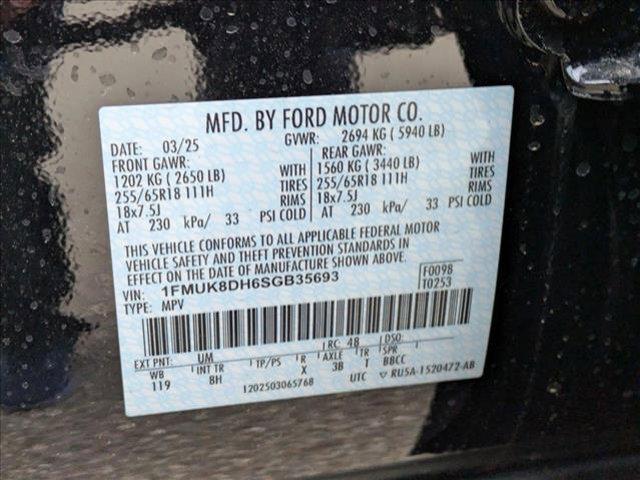 MFD. BY FORD MOTOR CO.
DATE: 03/25 GVWR: 2694 KG ( 5940 LB)
FRONT GAWR: REAR GAWR:
1202 KG ( 2650 LB) WITH 1560 KG ( 3440 LB) WITH
255/65R18 111H TIRES 255/65R18 111H TIRES
18x7.5J RIMS 18x7.5J RIMS
AT 230 kPa/ 33 PSI COLD AT 230 kPa/ 33 PSI COLD
THIS VEHICLE CONFORMS TO ALL APPLICABLE FEDERAL MOTOR
VEHICLE SAFETY AND THEFT PREVENTION STANDARDS IN
EFFECT ON THE DATE OF MANUFACTURE SHOWN ABOVE.
VIN: 1FMUK8DH6SGB35693 F0098
TYPE: MPV T0253
EXT PNT: UM RC: 48 DSO:
WB INT TR TP/PS R AXLE TR SPR
119 BH X 3B T BBCC
1202503065768 UTC ▽ RU5A-1520472-AB